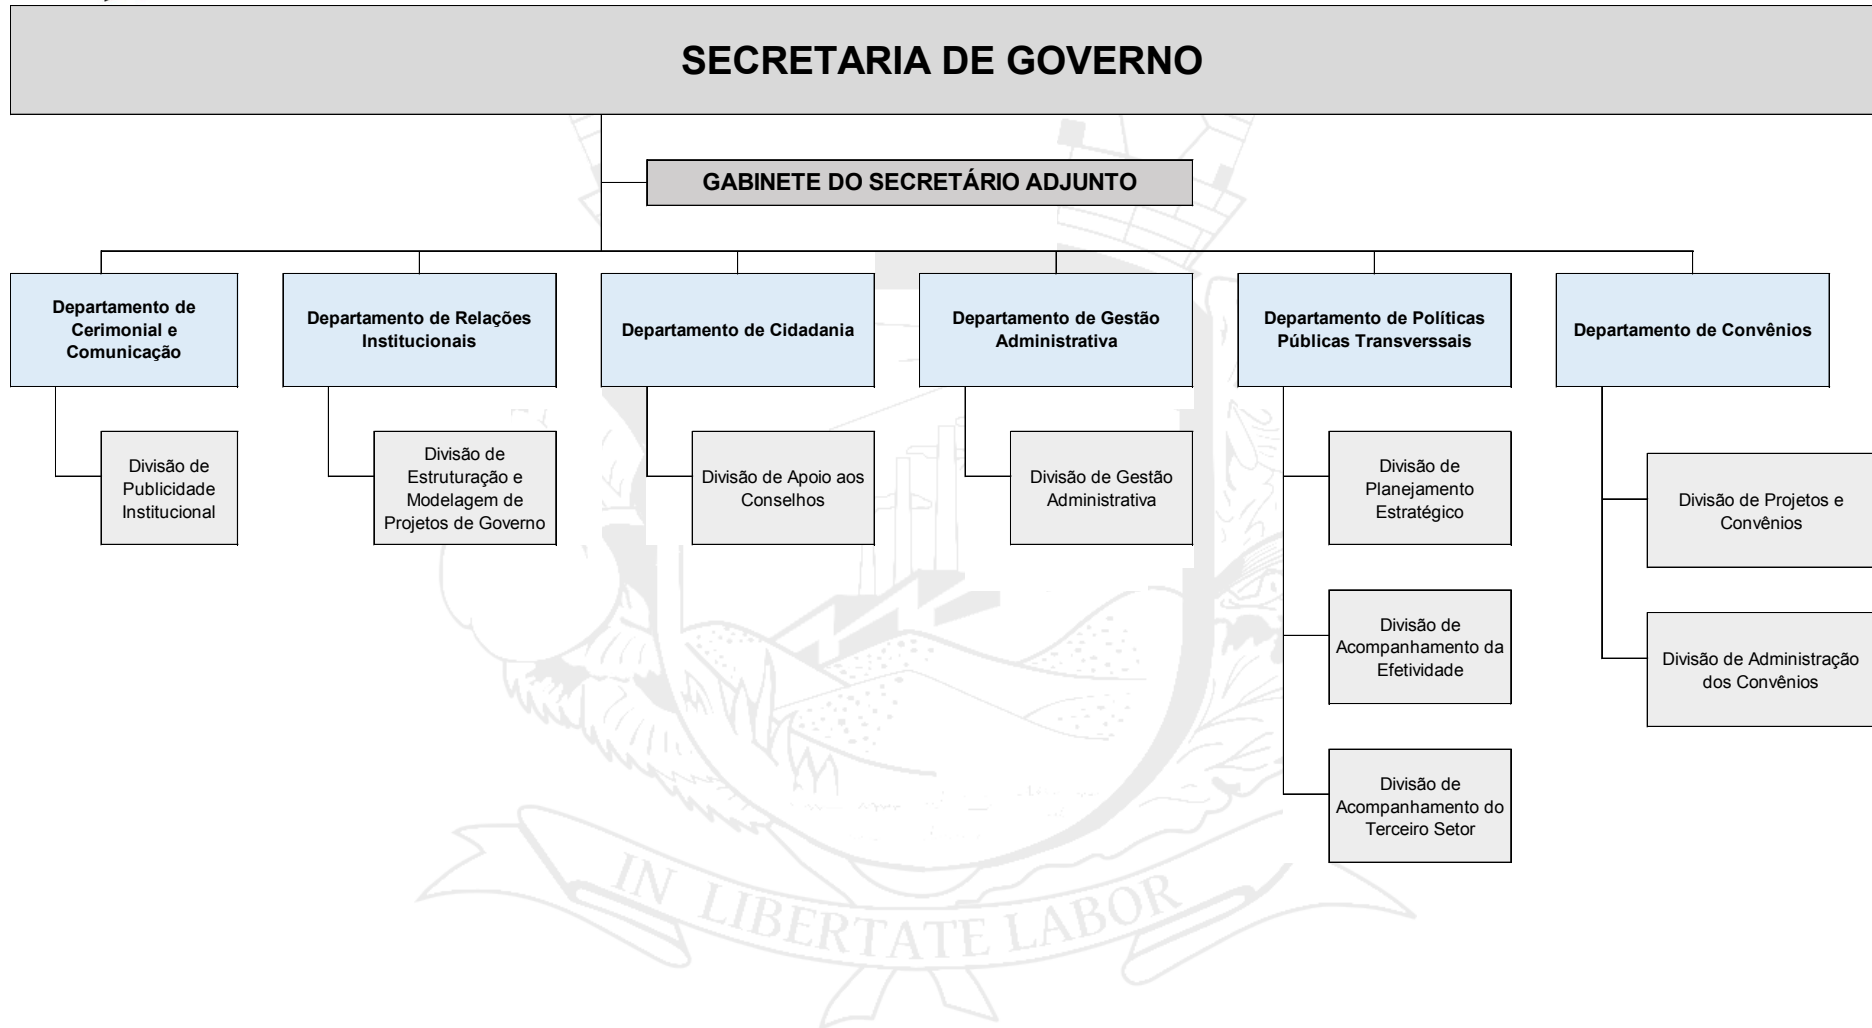 SECRETARIA DE GOVERNO
GABINETE DO SECRETÁRIO ADJUNTO
Departamento de
Cerimonial e
Comunicação
Departamento de Relações
Institucionais
Departamento de Cidadania
Departamento de Gestão
Administrativa
Departamento de Políticas
Públicas Transverssais
Departamento de Convênios
Divisão de
Publicidade
Institucional
Divisão de
Estruturação e
Modelagem de
Projetos de Governo
Divisão de Apoio aos
Conselhos
Divisão de Gestão
Administrativa
Divisão de
Planejamento
Estratégico
Divisão de Projetos e
Convênios
Divisão de
Acompanhamento da
Efetividade
Divisão de Administração
dos Convênios
Divisão de
Acompanhamento do
Terceiro Setor
IN LIBERTATE LABOR